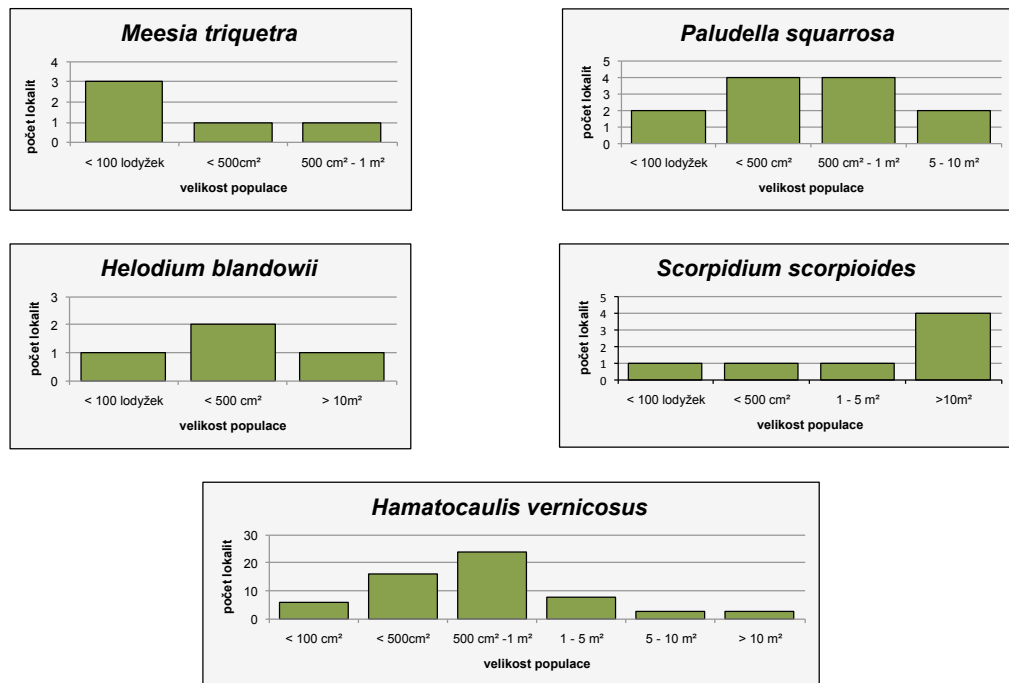 Meesia triquetra
počet lokalit
4
3
2
1
0
< 100 lodyžek
< 500cm²
500 cm² - 1 m²
velikost populace
Paludella squarrosa
počet lokalit
5
4
3
2
1
0
< 100 lodyžek
< 500 cm²
500 cm² - 1 m²
5 - 10 m²
velikost populace
Helodium blandowii
počet lokalit
3
2
1
0
< 100 lodyžek
< 500 cm²
> 10 m²
velikost populace
Scorpidium scorpioides
počet lokalit
5
4
3
2
1
0
< 100 lodyžek
< 500 cm²
1 - 5 m²
>10m²
velikost populace
Hamatocaulis vernicosus
počet lokalit
30
20
10
0
< 100 cm²
< 500cm²
500 cm² -1 m²
1 - 5 m²
5 - 10 m²
> 10 m²
velikost populace